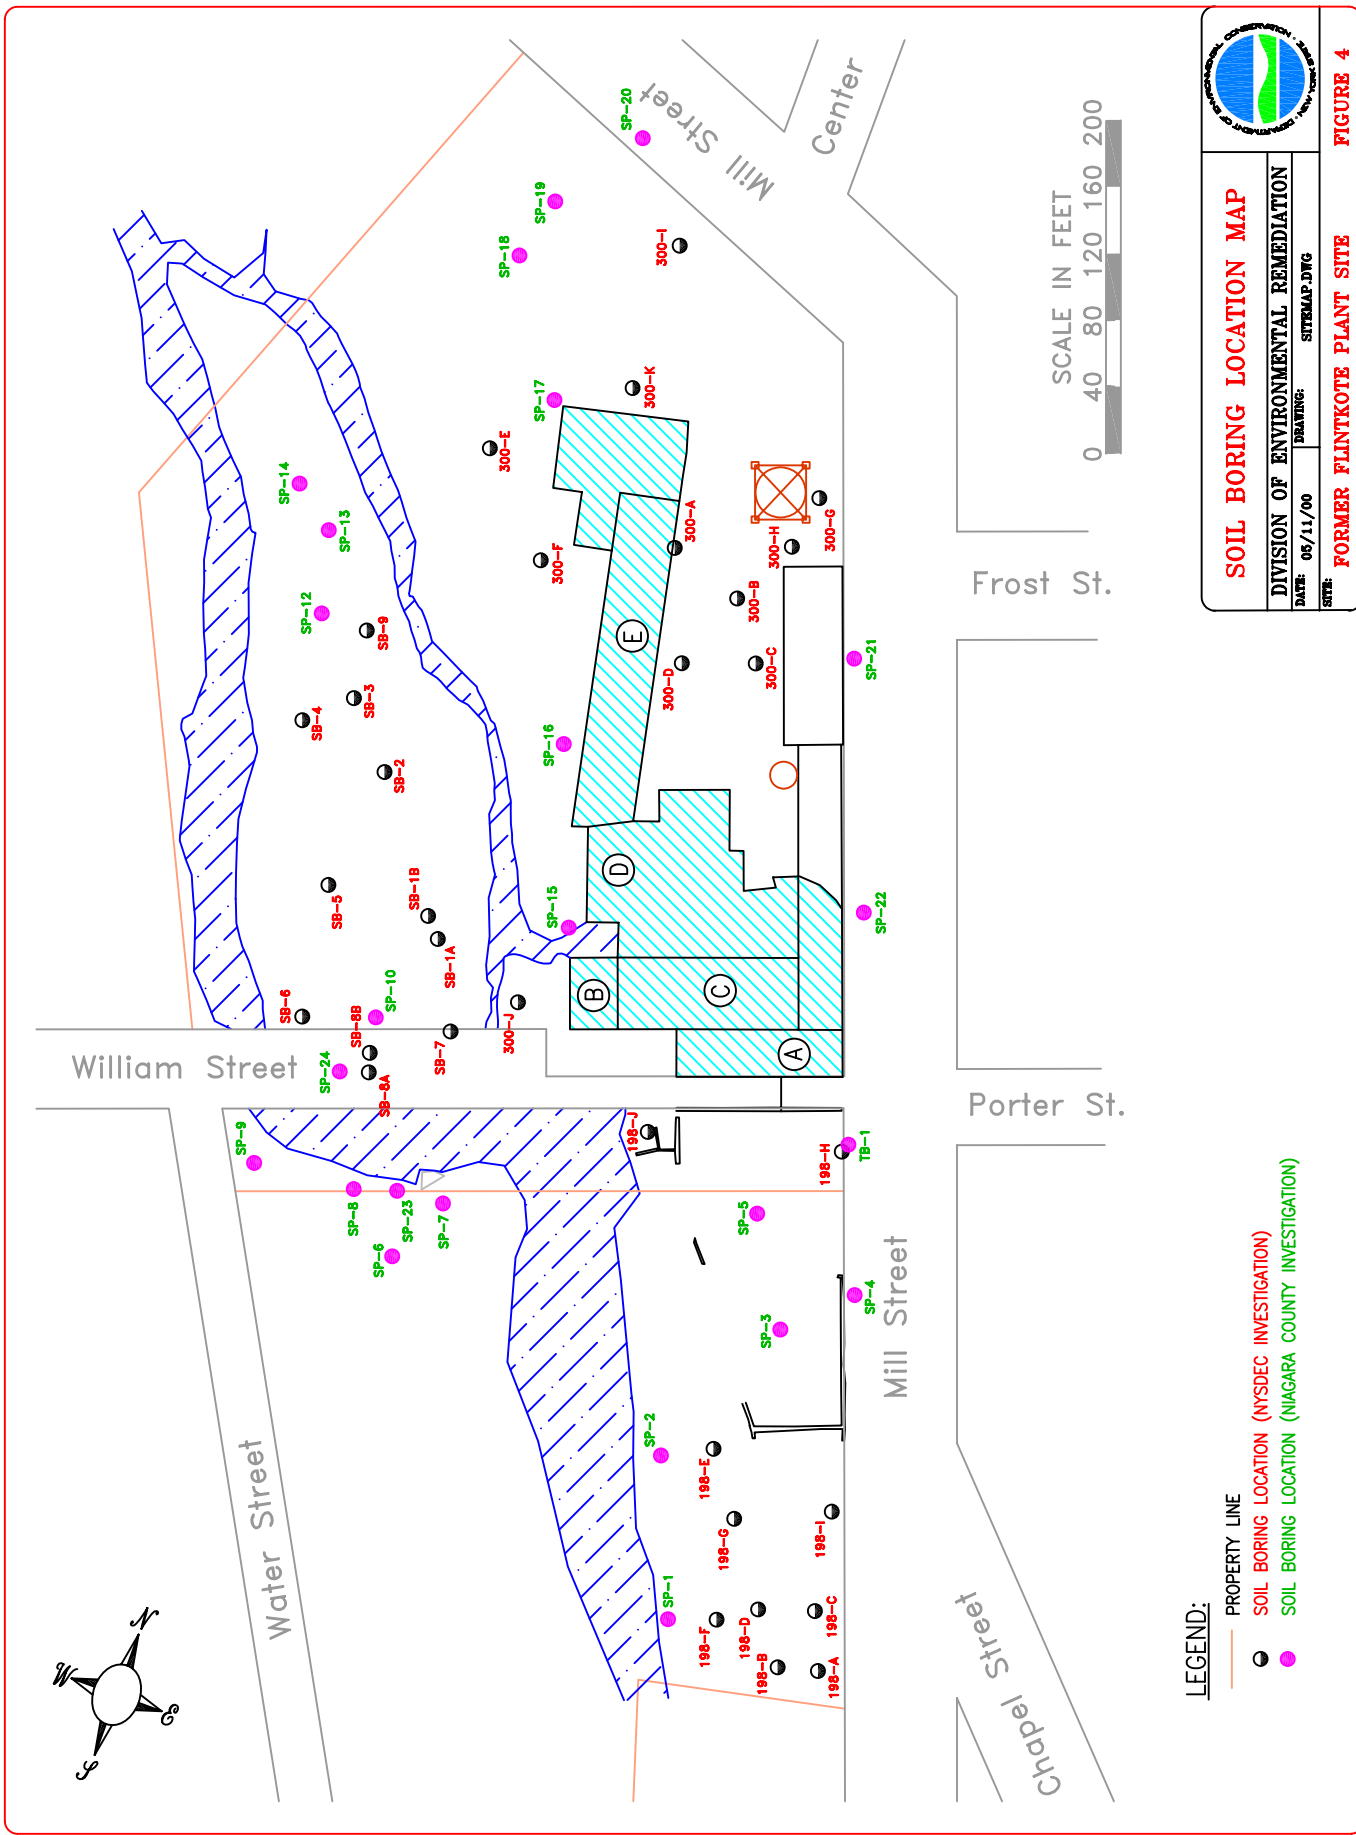 SOIL BORING LOCATION MAP
DIVISION OF ENVIRONMENTAL REMEDIATION
DATE: 05/11/00
DRAWING: SITEMAP.DWG
SITE: FORMER FLINTKOTE PLANT SITE
FIGURE 4
SCALE IN FEET
0 40 80 120 160 200
LEGEND:
PROPERTY LINE
SOIL BORING LOCATION (NYSDEC INVESTIGATION)
SOIL BORING LOCATION (NIAGARA COUNTY INVESTIGATION)
N
W
E
S
Water Street
William Street
Mill Street
Mill Street
Center
Frost St.
Porter St.
Chapel Street
A
B
C
D
E
SP-1
SP-2
SP-3
SP-4
SP-5
SP-6
SP-7
SP-8
SP-9
SP-10
SP-12
SP-13
SP-14
SP-15
SP-16
SP-17
SP-18
SP-19
SP-20
SP-21
SP-22
SP-23
SP-24
TB-1
SB-1A
SB-1B
SB-2
SB-3
SB-4
SB-5
SB-6
SB-7
SB-8A
SB-8B
SB-9
198-A
198-B
198-C
198-D
198-E
198-F
198-G
198-H
198-I
198-J
300-A
300-B
300-C
300-D
300-E
300-F
300-G
300-H
300-I
300-J
300-K